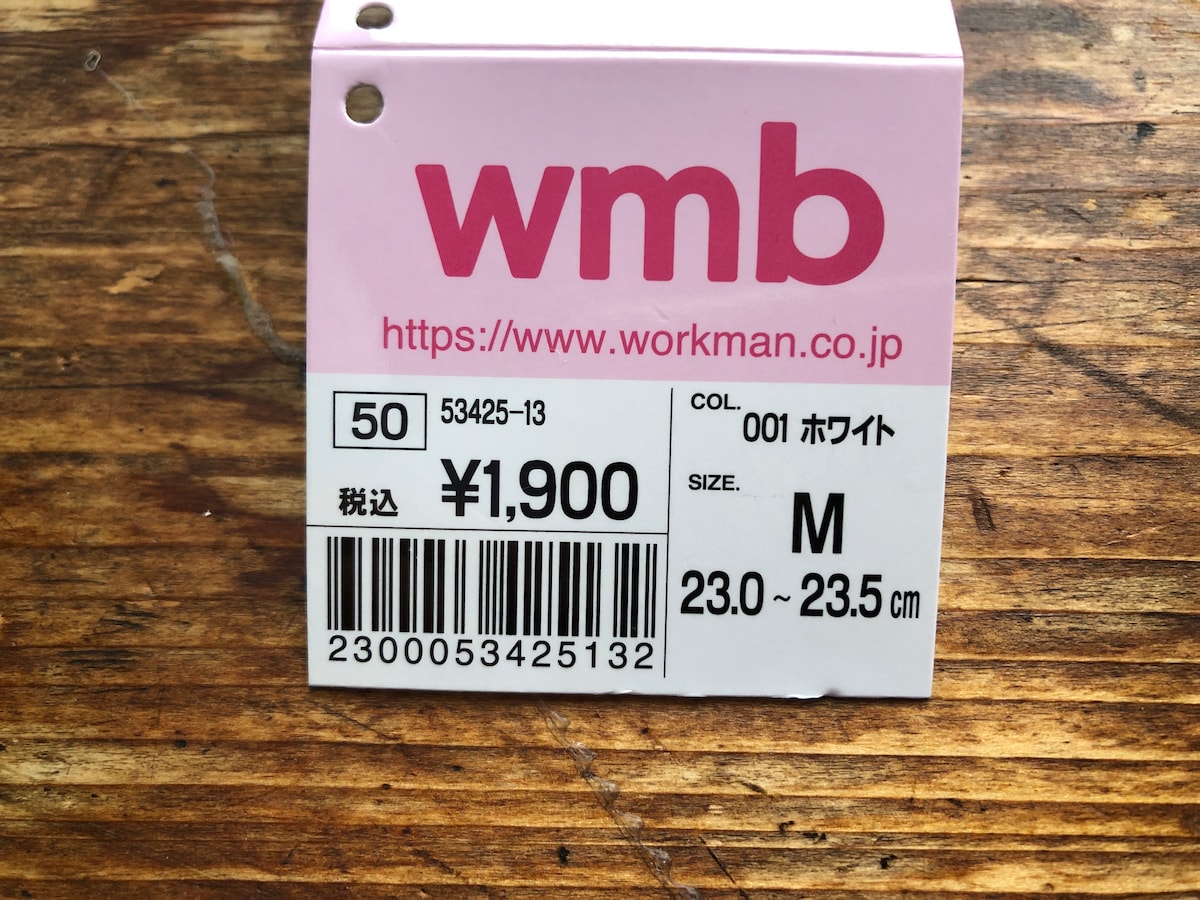 wmb
https://www.workman.co.jp
50 53425-13
税込 ¥1,900
2300053425132
COL. 001 ホワイト
SIZE.
M
23.0 ~ 23.5 cm